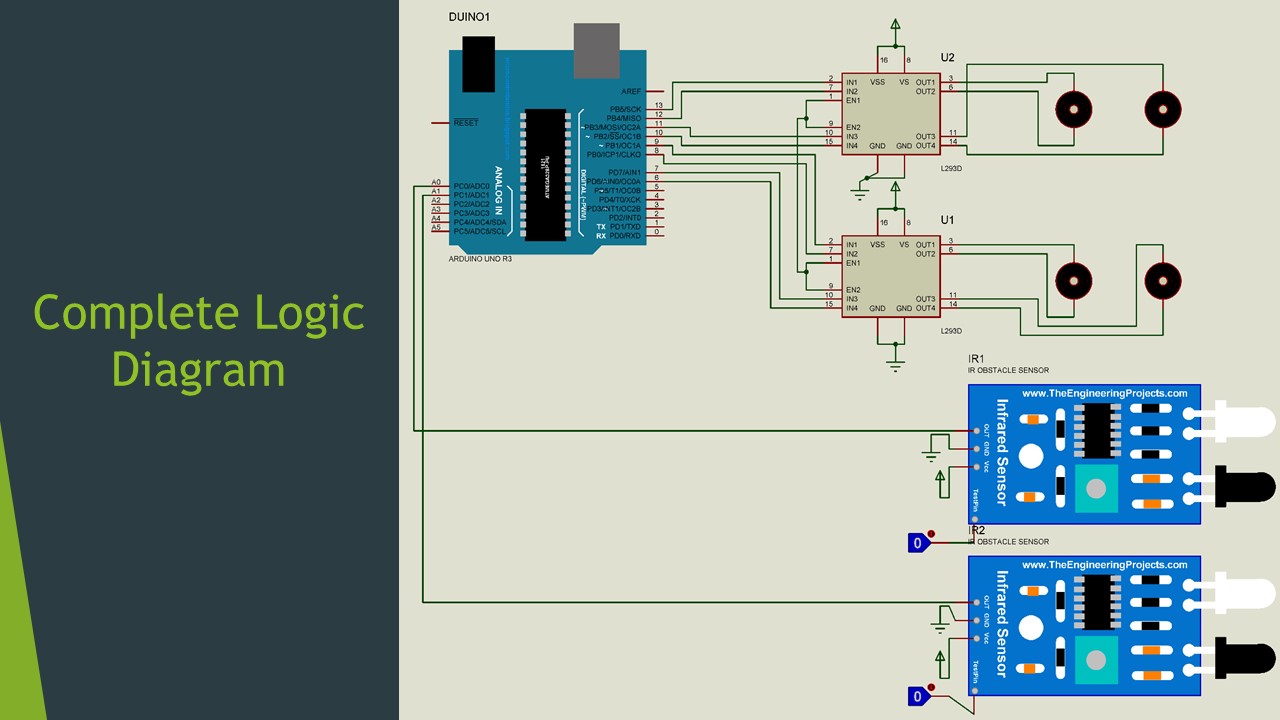 Complete Logic
Diagram
DUINO1
RESET
AREF
PB5/SCK
PB4/MISO
PB3/MOSI/OC2A
~ PB2/SS/OC1B
~ PB1/OC1A
PB0/ICP1/CLKO
PD7/AIN1
PD6/AIN0/OC0A
PD5/T1/OC0B
PD4/T0/XCK
PD3/INT1/OC2B
PD2/INT0
TX PD1/TXD
RX PD0/RXD
13
12
11
10
9
8
7
6
5
4
3
2
1
0
DIGITAL (~PWM)
ANALOG IN
A0 PC0/ADC0
A1 PC1/ADC1
A2 PC2/ADC2
A3 PC3/ADC3
A4 PC4/ADC4/SDA
A5 PC5/ADC5/SCL
ARDUINO UNO R3
U2
16 8
2 IN1 VSS VS OUT1 3
7 IN2 OUT2 6
1 EN1
9 EN2
10 IN3 OUT3 11
15 IN4 GND GND OUT4 14
L293D
U1
16 8
2 IN1 VSS VS OUT1 3
7 IN2 OUT2 6
1 EN1
9 EN2
10 IN3 OUT3 11
15 IN4 GND GND OUT4 14
L293D
IR1
IR OBSTACLE SENSOR
www.TheEngineeringProjects.com
Infrared Sensor
OUT
GND
Vcc
TestPin
0
IR2
IR OBSTACLE SENSOR
www.TheEngineeringProjects.com
Infrared Sensor
OUT
GND
Vcc
TestPin
0